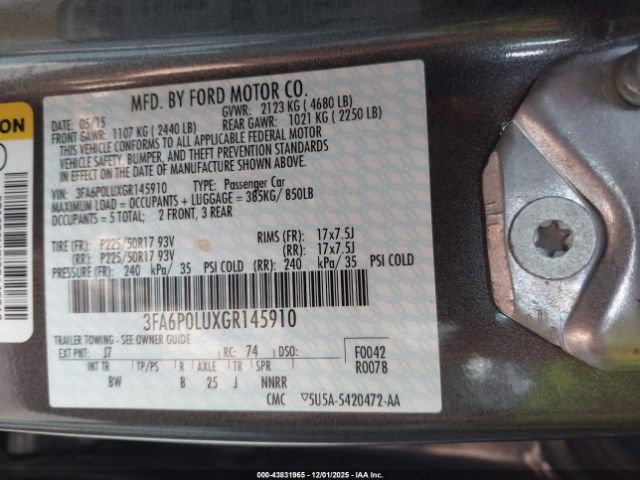 MFD. BY FORD MOTOR CO.
DATE: 05/15 GVWR: 2123 KG ( 4680 LB)
FRONT GAWR: 1107 KG ( 2440 LB) REAR GAWR: 1021 KG ( 2250 LB)
THIS VEHICLE CONFORMS TO ALL APPLICABLE FEDERAL MOTOR
VEHICLE SAFETY, BUMPER, AND THEFT PREVENTION STANDARDS
IN EFFECT ON THE DATE OF MANUFACTURE SHOWN ABOVE.
VIN: 3FA6P0LUXGR145910 TYPE: Passenger Car
MAXIMUM LOAD = OCCUPANTS + LUGGAGE = 385KG/ 850LB
OCCUPANTS = 5 TOTAL; 2 FRONT, 3 REAR
TIRE (FR): P225/50R17 93V RIMS (FR): 17x7.5J
(RR): P225/50R17 93V (RR): 17x7.5J
PRESSURE (FR): 240 kPa/ 35 PSI COLD (RR): 240 kPa/ 35 PSI COLD
3FA6P0LUXGR145910
TRAILER TOWING - SEE OWNER GUIDE
EXT PNT: J7 RC: 74 DSO: F0042
R0078
INT TR TP/PS R AXLE TR SPR
BW B 25 J NNRR
CMC ▽5U5A-5420472-AA
ON
000-43831965 - 12/01/2025 - IAAI, INC.